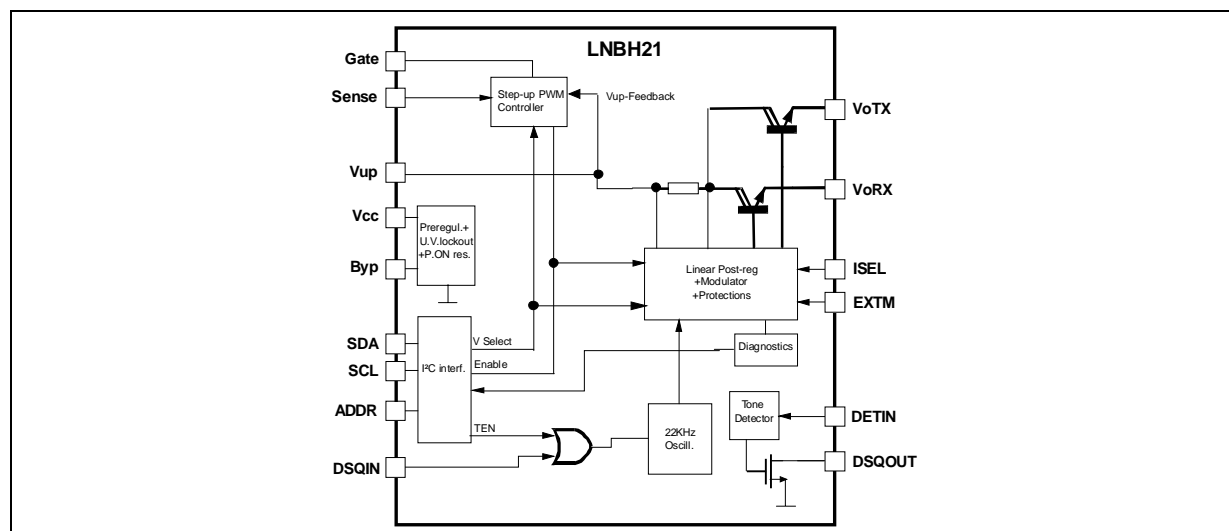 LNBH21
Gate
Sense
Step-up PWM
Controller
Vup-Feedback
VoTX
Vup
VoRX
Vcc
Preregul.+
U.V.lockout
+P.ON res.
Byp
Linear Post-reg
+Modulator
+Protections
ISEL
EXTM
SDA
SCL
ADDR
I²C interf.
V Select
Enable
Diagnostics
TEN
DSQIN
22KHz
Oscill.
Tone
Detector
DETIN
DSQOUT